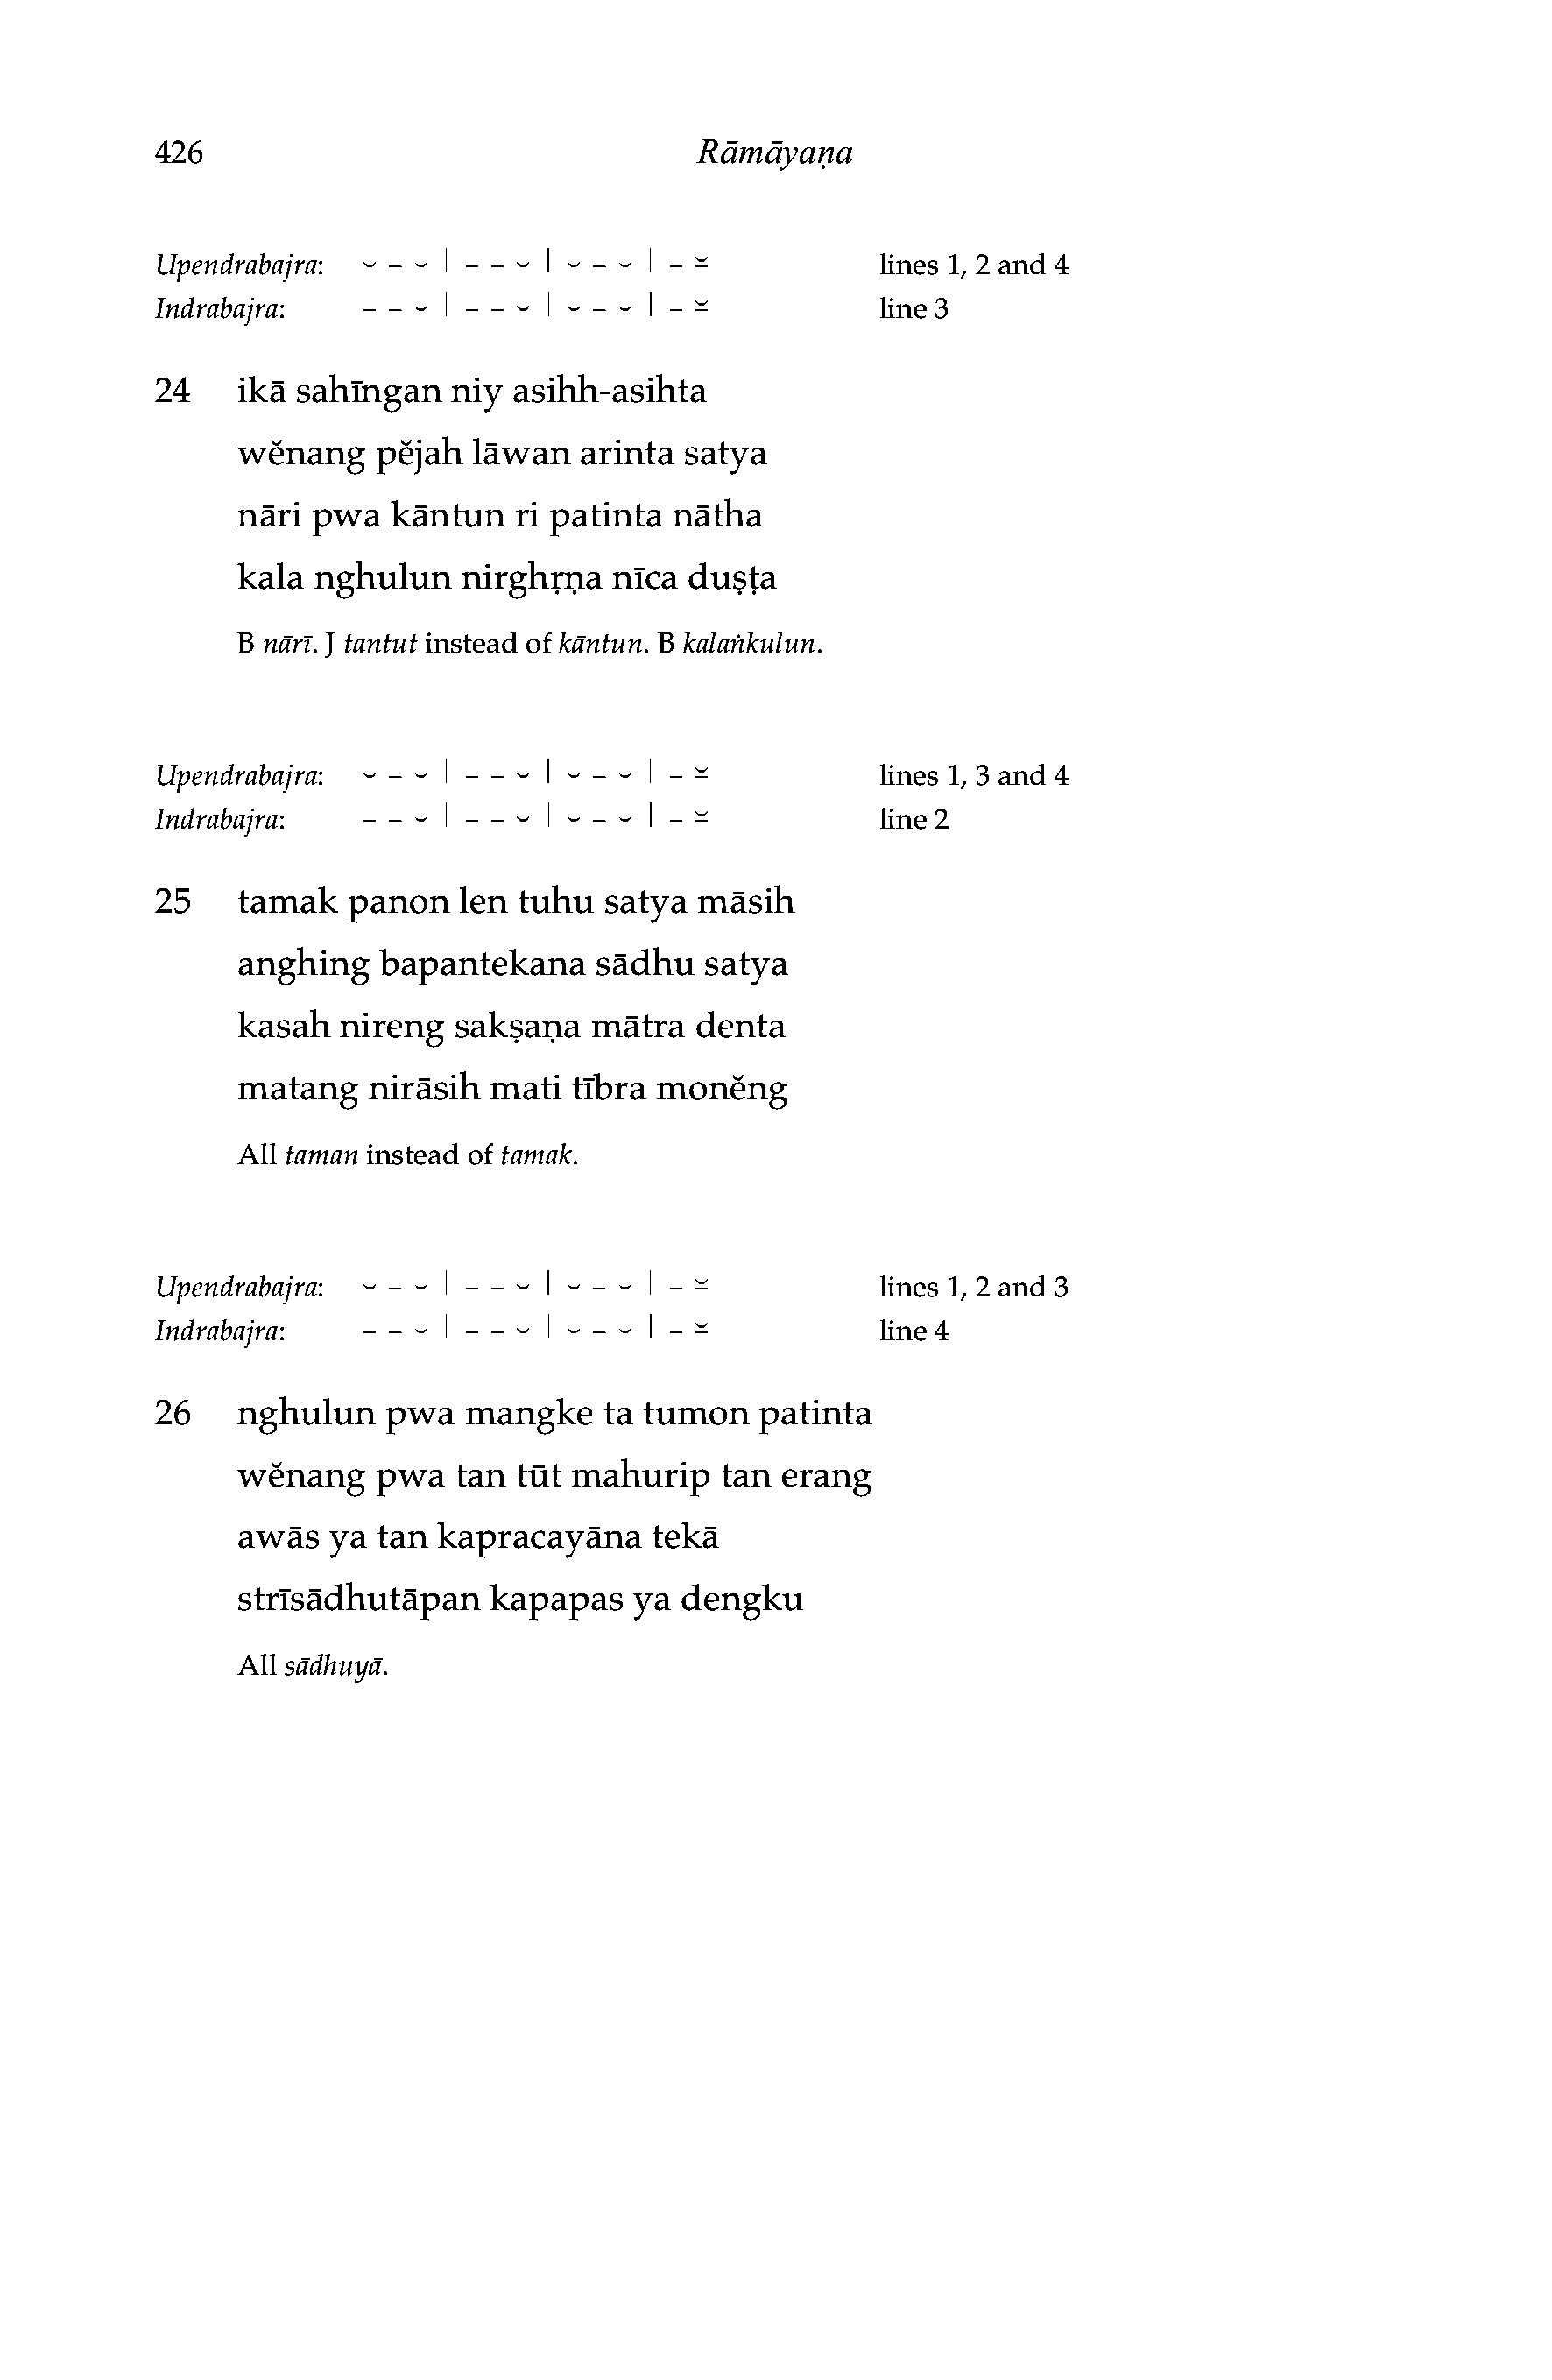 426 Rāmāyaṇa
Upendrabajra: ⏑ – ⏑ | – – ⏑ | ⏑ – ⏑ | – ⏓ lines 1, 2 and 4
Indrabajra: – – ⏑ | – – ⏑ | ⏑ – ⏑ | – ⏓ line 3
24 ikā sahīngan niy asihh-asihta
wĕnang pĕjah lāwan arinta satya
nāri pwa kāntun ri patinta nātha
kala nghulun nirghṛṇa nīca duṣṭa
B nārī. J tantut instead of kāntun. B kalaṅkulun.
Upendrabajra: ⏑ – ⏑ | – – ⏑ | ⏑ – ⏑ | – ⏓ lines 1, 3 and 4
Indrabajra: – – ⏑ | – – ⏑ | ⏑ – ⏑ | – ⏓ line 2
25 tamak panon len tuhu satya māsih
anghing bapantekana sādhu satya
kasah nireng sakṣaṇa mātra denta
matang nirāsih mati tībra monĕng
All taman instead of tamak.
Upendrabajra: ⏑ – ⏑ | – – ⏑ | ⏑ – ⏑ | – ⏓ lines 1, 2 and 3
Indrabajra: – – ⏑ | – – ⏑ | ⏑ – ⏑ | – ⏓ line 4
26 nghulun pwa mangke ta tumon patinta
wĕnang pwa tan tūt mahurip tan erang
awās ya tan kapracayāna tekā
strīsādhutāpan kapapas ya dengku
All sādhuyā.